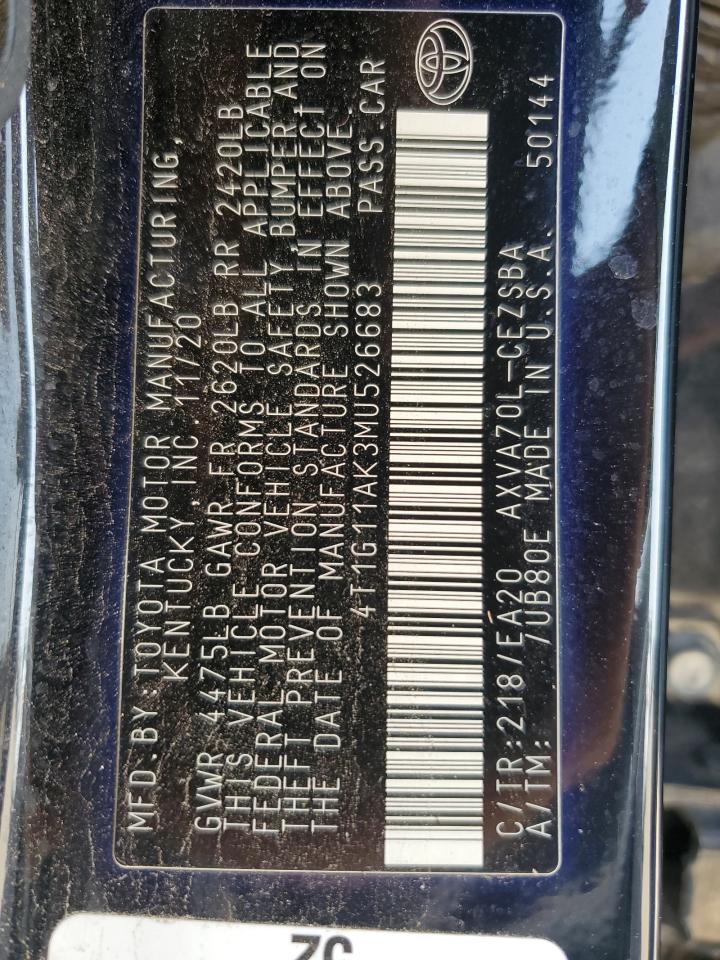 MFD.BY:TOYOTA MOTOR MANUFACTURING,
KENTUCKY, INC 11/20
GVWR 4475LB GAWR FR 2620LB RR 2420LB
THIS VEHICLE CONFORMS TO ALL APPLICABLE
FEDERAL MOTOR VEHICLE SAFETY,BUMPER AND
THEFT PREVENTION STANDARDS IN EFFECT ON
THE DATE OF MANUFACTURE SHOWN ABOVE
4T1G11AK3MU526683 PASS.CAR
C/TR:218/EA20 AXVA70L-CEZSBA 50144
A/TM: /UB80E MADE IN U.S.A.